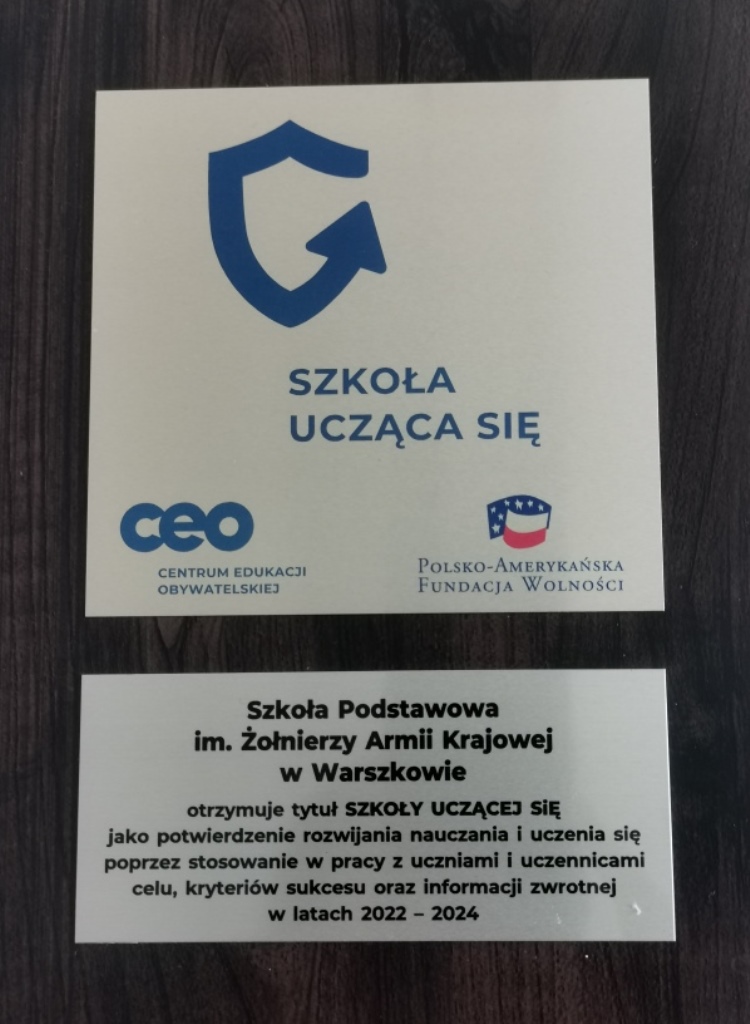 SZKOŁA
UCZĄCA SIĘ
ceo
CENTRUM EDUKACJI
OBYWATELSKIEJ
POLSKO-AMERYKAŃSKA
FUNDACJA WOLNOŚCI
Szkoła Podstawowa
im. Żołnierzy Armii Krajowej
w Warszkowie
otrzymuje tytuł SZKOŁY UCZĄCEJ SiĘ
jako potwierdzenie rozwijania nauczania i uczenia się
poprzez stosowanie w pracy z uczniami i uczennicami
celu, kryteriów sukcesu oraz informacji zwrotnej
w latach 2022 – 2024